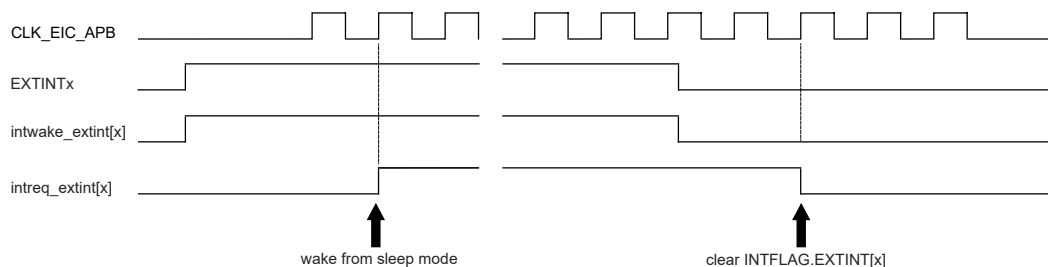 CLK_EIC_APB
EXTINTx
intwake_extint[x]
intreq_extint[x]
wake from sleep mode
clear INTFLAG.EXTINT[x]